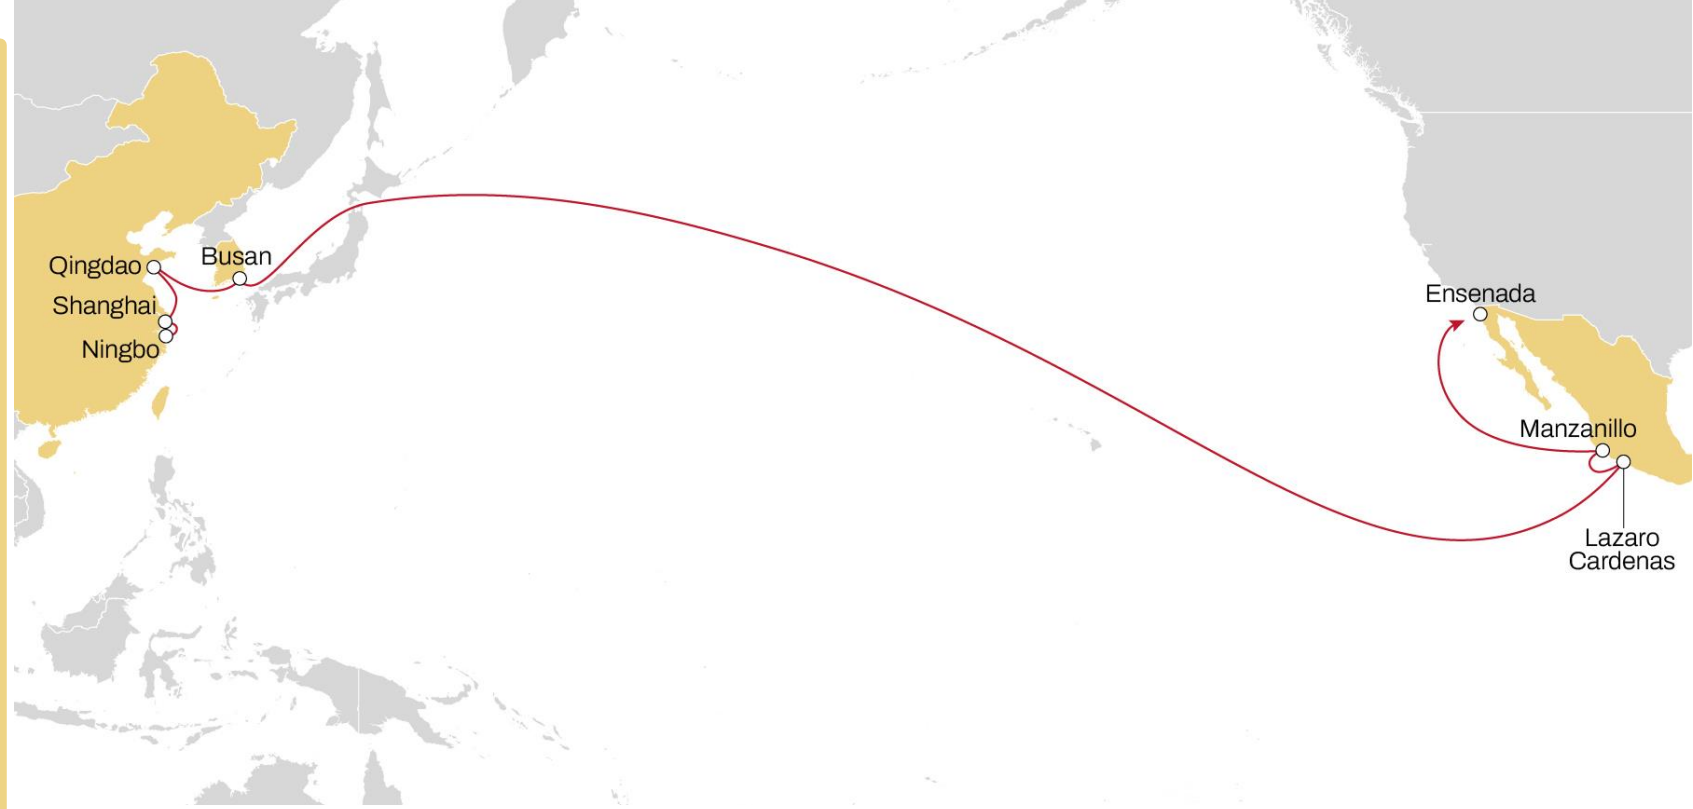 Qingdao
Busan
Shanghai
Ningbo
Ensenada
Manzanillo
Lazaro
Cardenas